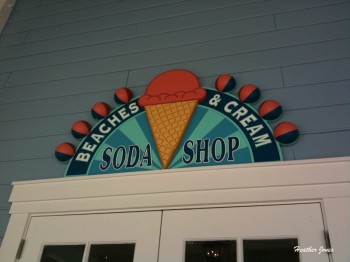 BEACHES & CREAM
SODA SHOP
Heather Jones